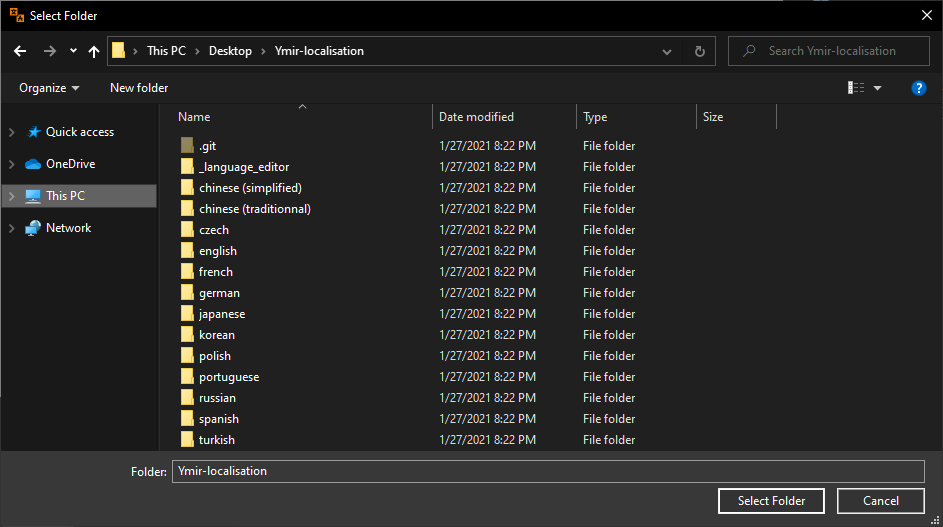 Select Folder
This PC > Desktop > Ymir-localisation
Search Ymir-localisation
Organize New folder ?
Quick access
OneDrive
This PC
Network
Name Date modified Type Size
.git 1/27/2021 8:22 PM File folder
_language_editor 1/27/2021 8:22 PM File folder
chinese (simplified) 1/27/2021 8:22 PM File folder
chinese (traditionnal) 1/27/2021 8:22 PM File folder
czech 1/27/2021 8:22 PM File folder
english 1/27/2021 8:22 PM File folder
french 1/27/2021 8:22 PM File folder
german 1/27/2021 8:22 PM File folder
japanese 1/27/2021 8:22 PM File folder
korean 1/27/2021 8:22 PM File folder
polish 1/27/2021 8:22 PM File folder
portuguese 1/27/2021 8:22 PM File folder
russian 1/27/2021 8:22 PM File folder
spanish 1/27/2021 8:22 PM File folder
turkish 1/27/2021 8:22 PM File folder
Folder: Ymir-localisation
Select Folder Cancel